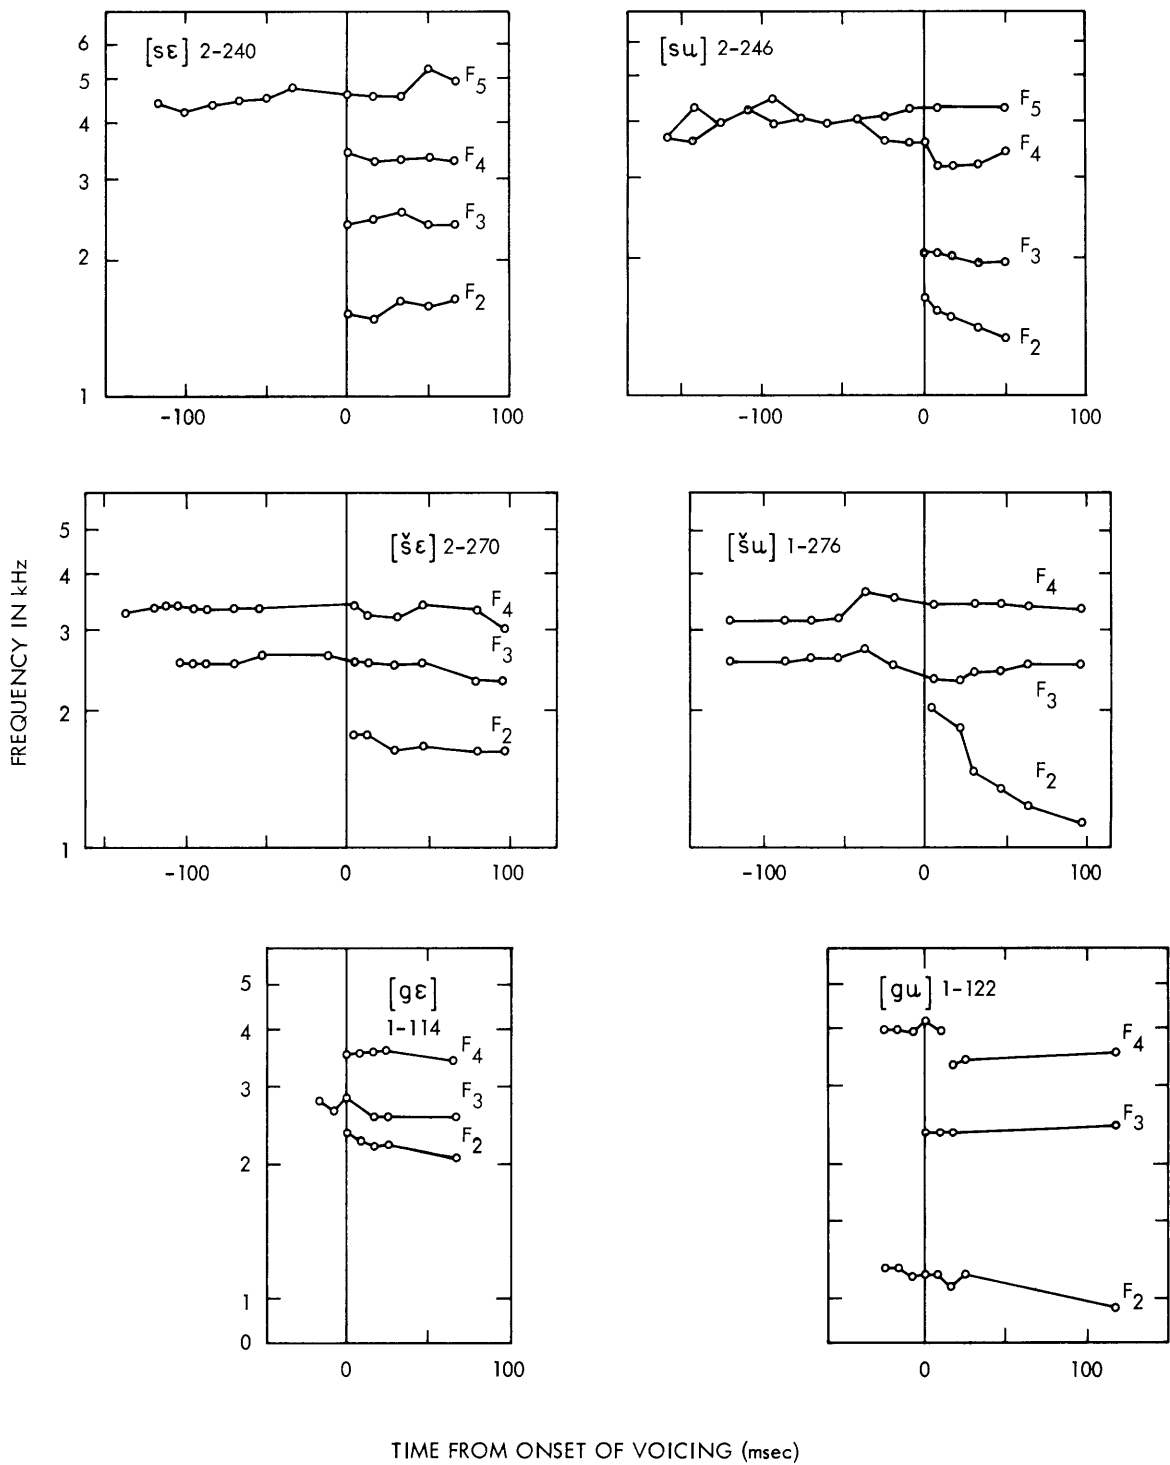 [sɛ] 2-240
6
5
4
3
2
1
F5
F4
F3
F2
-100 0 100
[su] 2-246
F5
F4
F3
F2
-100 0 100
FREQUENCY IN kHz
[šɛ] 2-270
5
4
3
2
1
F4
F3
F2
-100 0 100
[šu] 1-276
F4
F3
F2
-100 0 100
[gɛ]
1-114
5
4
3
2
1
0
F4
F3
F2
0 100
[gu] 1-122
F4
F3
F2
0 100
TIME FROM ONSET OF VOICING (msec)